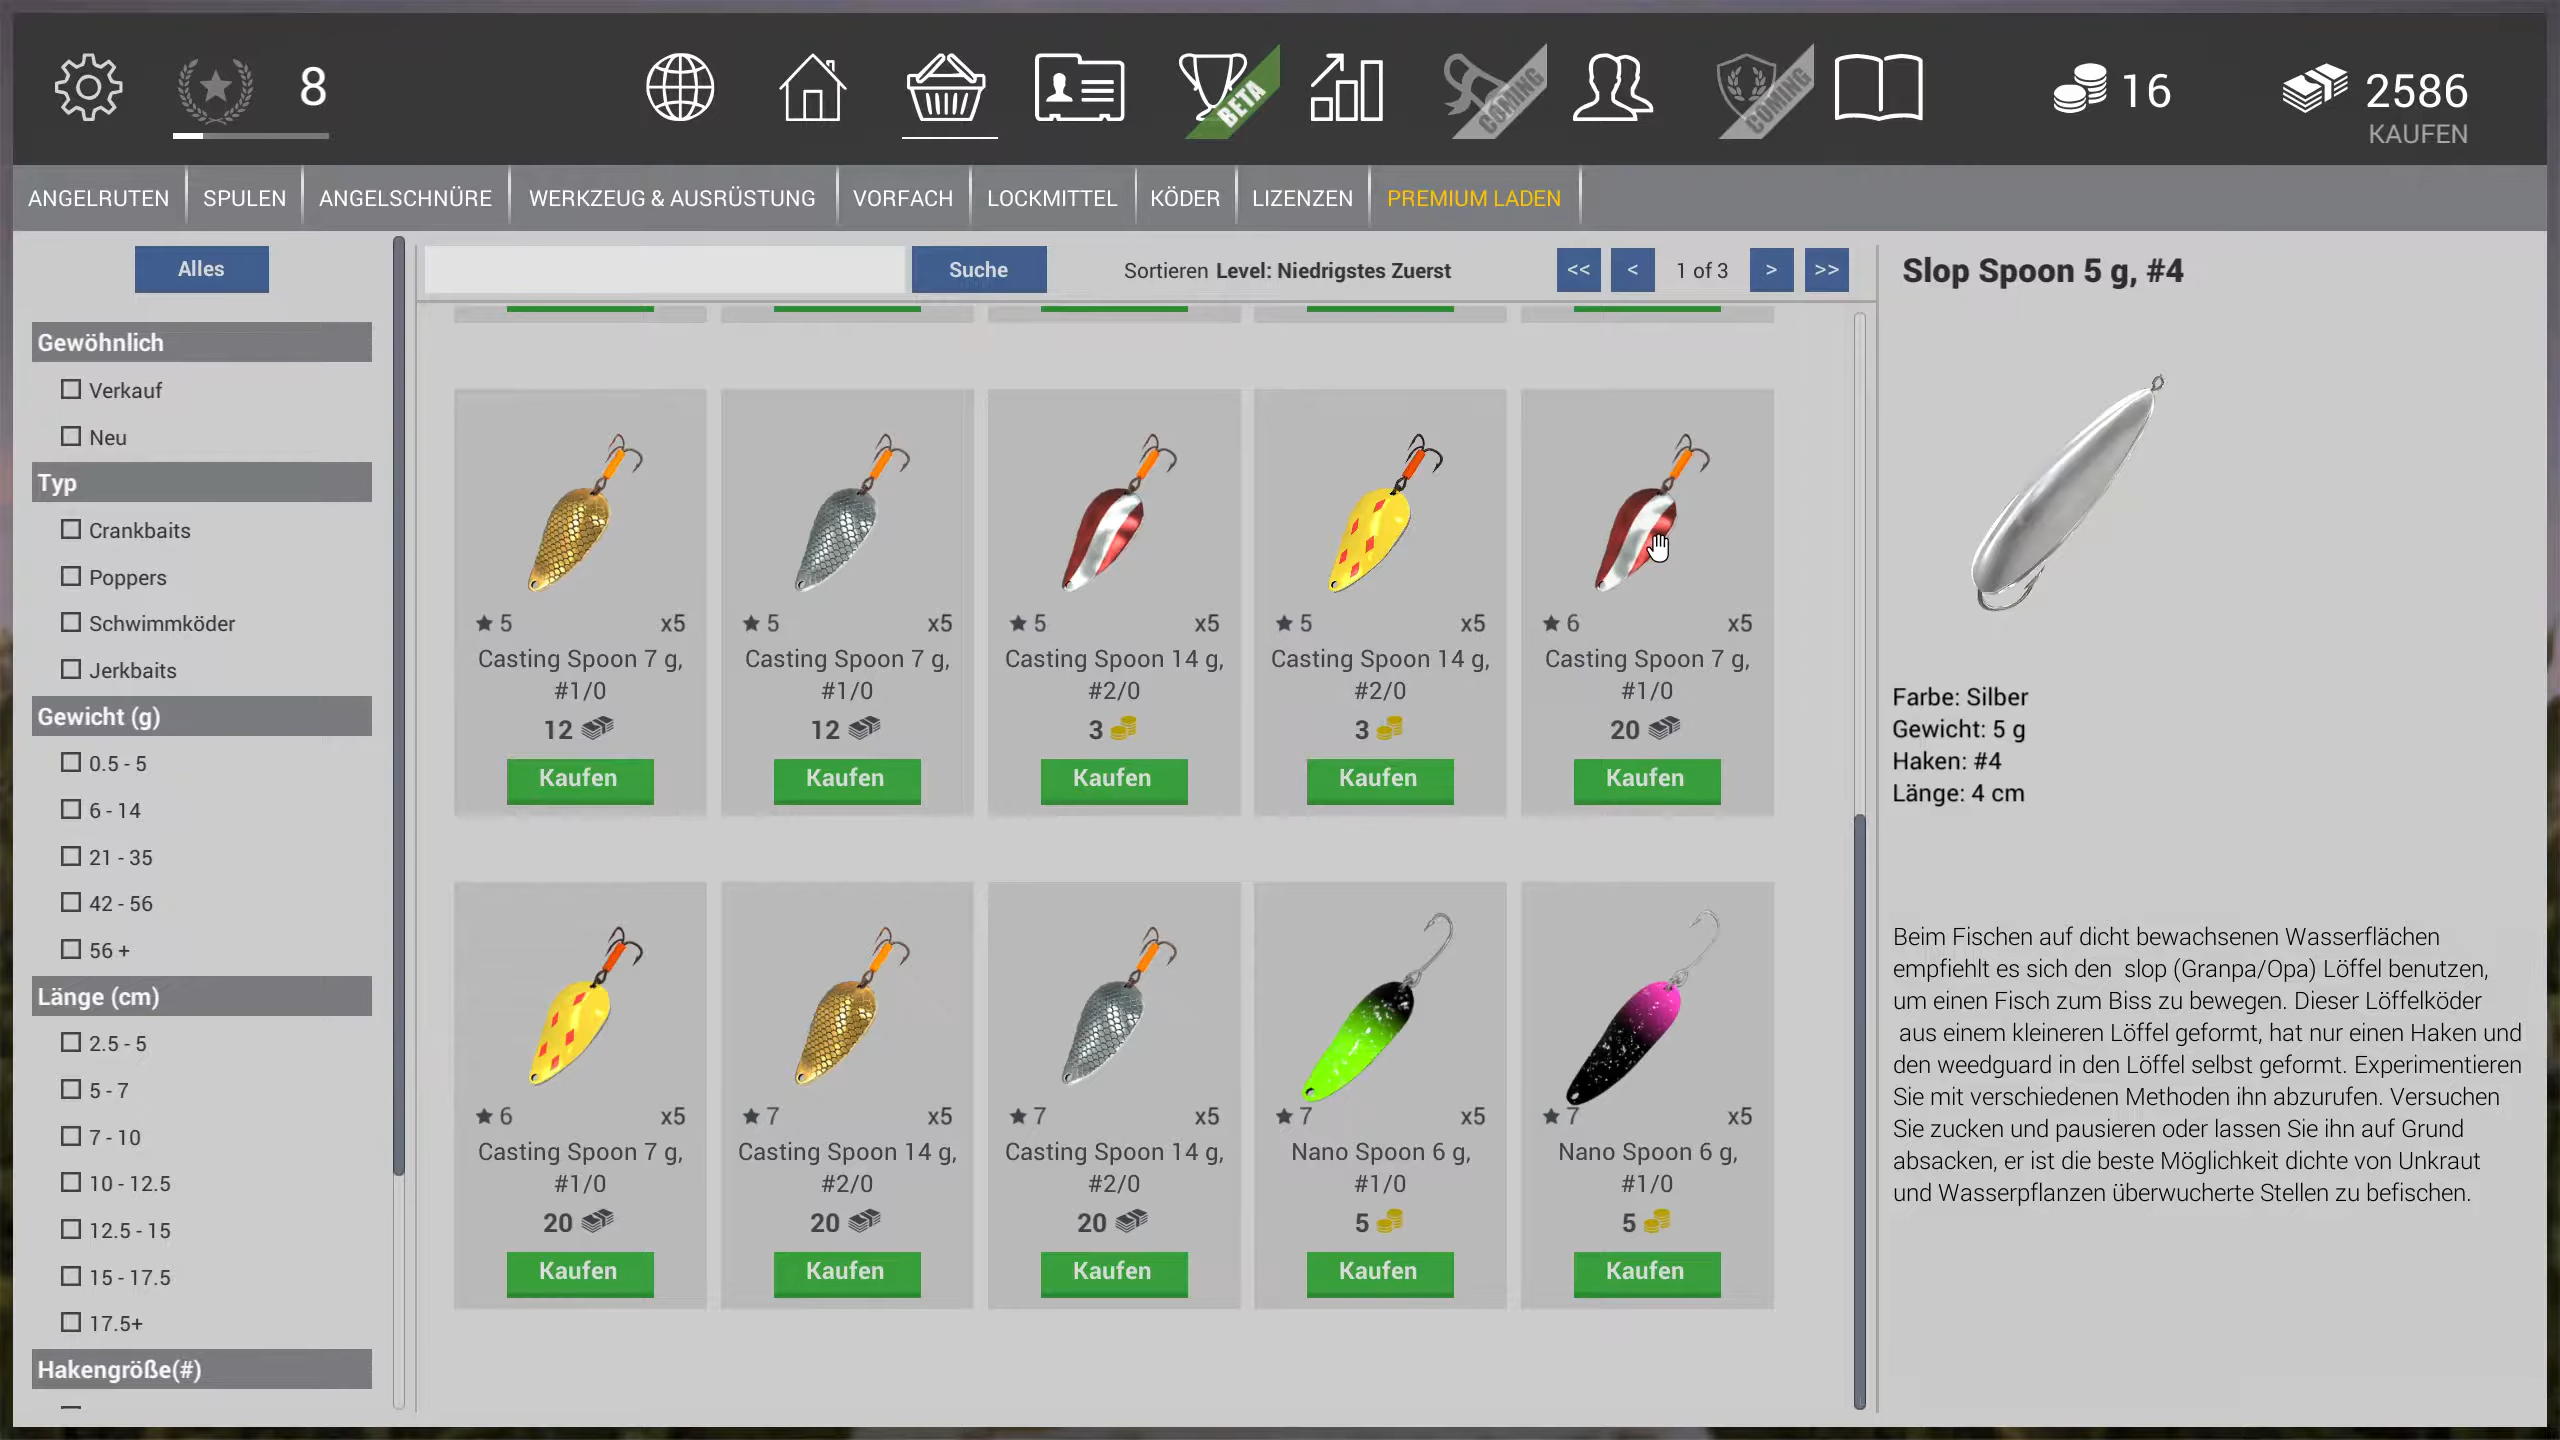 8
BETA
COMING
COMING
16
2586
KAUFEN
ANGELRUTEN
SPULEN
ANGELSCHNÜRE
WERKZEUG & AUSRÜSTUNG
VORFACH
LOCKMITTEL
KÖDER
LIZENZEN
PREMIUM LADEN
Alles
Gewöhnlich
Verkauf
Neu
Typ
Crankbaits
Poppers
Schwimmköder
Jerkbaits
Gewicht (g)
0.5 - 5
6 - 14
21 - 35
42 - 56
56 +
Länge (cm)
2.5 - 5
5 - 7
7 - 10
10 - 12.5
12.5 - 15
15 - 17.5
17.5+
Hakengröße(#)
Suche
Sortieren Level: Niedrigstes Zuerst
<< < 1 of 3 > >>
5 x5
Casting Spoon 7 g,
#1/0
12
Kaufen
5 x5
Casting Spoon 7 g,
#1/0
12
Kaufen
5 x5
Casting Spoon 14 g,
#2/0
3
Kaufen
5 x5
Casting Spoon 14 g,
#2/0
3
Kaufen
6 x5
Casting Spoon 7 g,
#1/0
20
Kaufen
6 x5
Casting Spoon 7 g,
#1/0
20
Kaufen
7 x5
Casting Spoon 14 g,
#2/0
20
Kaufen
7 x5
Casting Spoon 14 g,
#2/0
20
Kaufen
7 x5
Nano Spoon 6 g,
#1/0
5
Kaufen
7 x5
Nano Spoon 6 g,
#1/0
5
Kaufen
Slop Spoon 5 g, #4
Farbe: Silber
Gewicht: 5 g
Haken: #4
Länge: 4 cm
Beim Fischen auf dicht bewachsenen Wasserflächen
empfiehlt es sich den slop (Granpa/Opa) Löffel benutzen,
um einen Fisch zum Biss zu bewegen. Dieser Löffelköder
aus einem kleineren Löffel geformt, hat nur einen Haken und
den weedguard in den Löffel selbst geformt. Experimentieren
Sie mit verschiedenen Methoden ihn abzurufen. Versuchen
Sie zucken und pausieren oder lassen Sie ihn auf Grund
absacken, er ist die beste Möglichkeit dichte von Unkraut
und Wasserpflanzen überwucherte Stellen zu befischen.